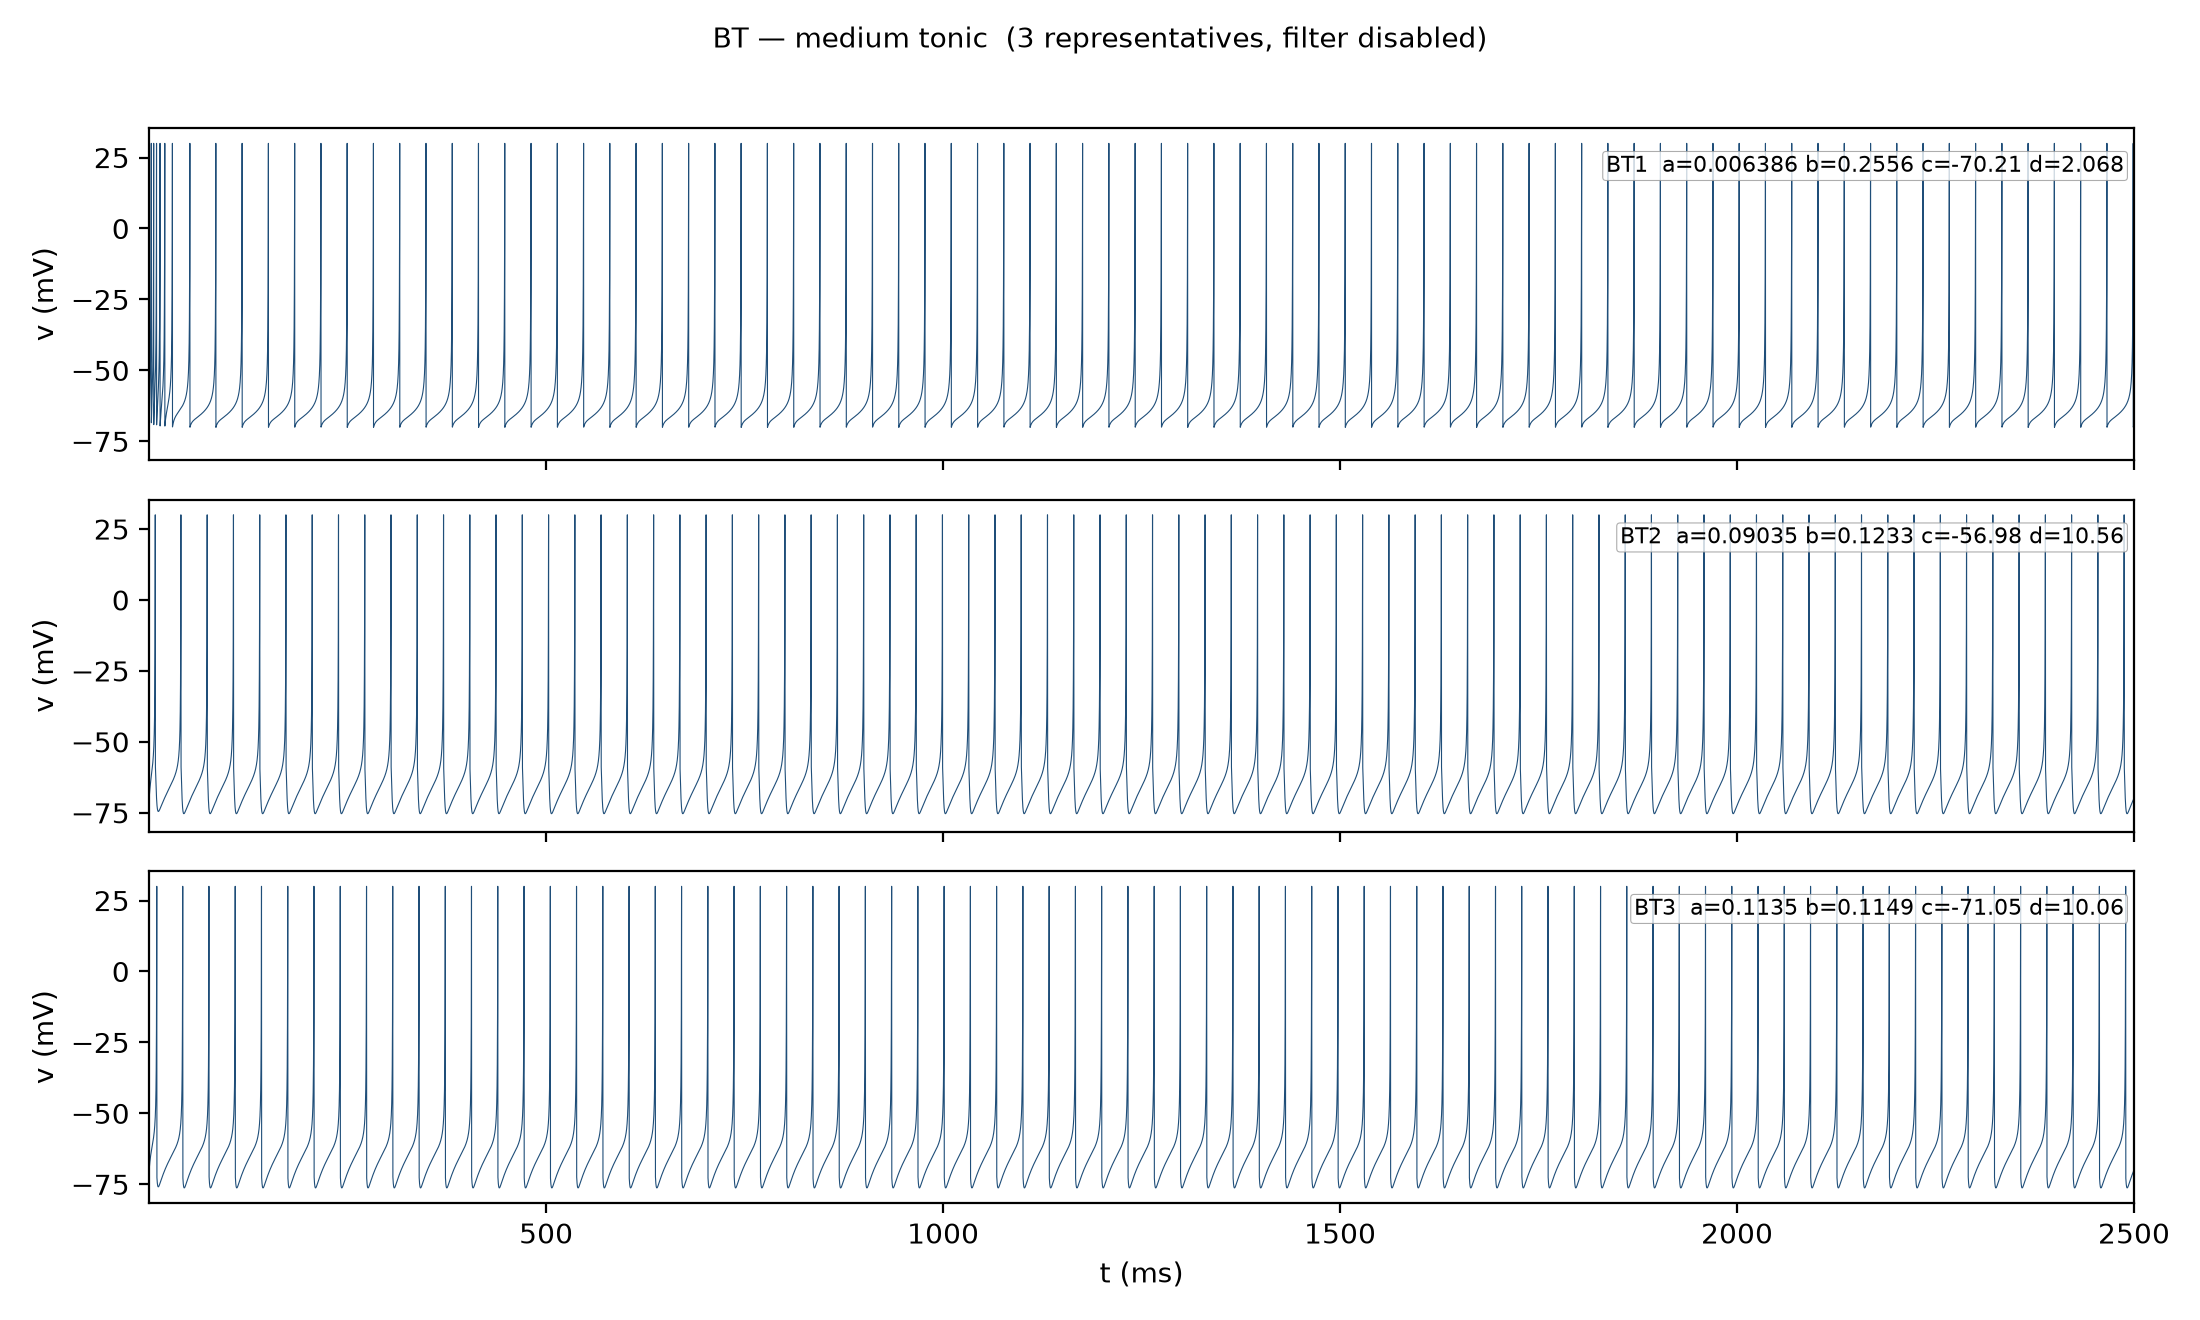 BT — medium tonic  (3 representatives, filter disabled)
25
0
−25
−50
−75
v (mV)
BT1  a=0.006386 b=0.2556 c=-70.21 d=2.068
25
0
−25
−50
−75
v (mV)
BT2  a=0.09035 b=0.1233 c=-56.98 d=10.56
25
0
−25
−50
−75
v (mV)
BT3  a=0.1135 b=0.1149 c=-71.05 d=10.06
500 1000 1500 2000 2500
t (ms)